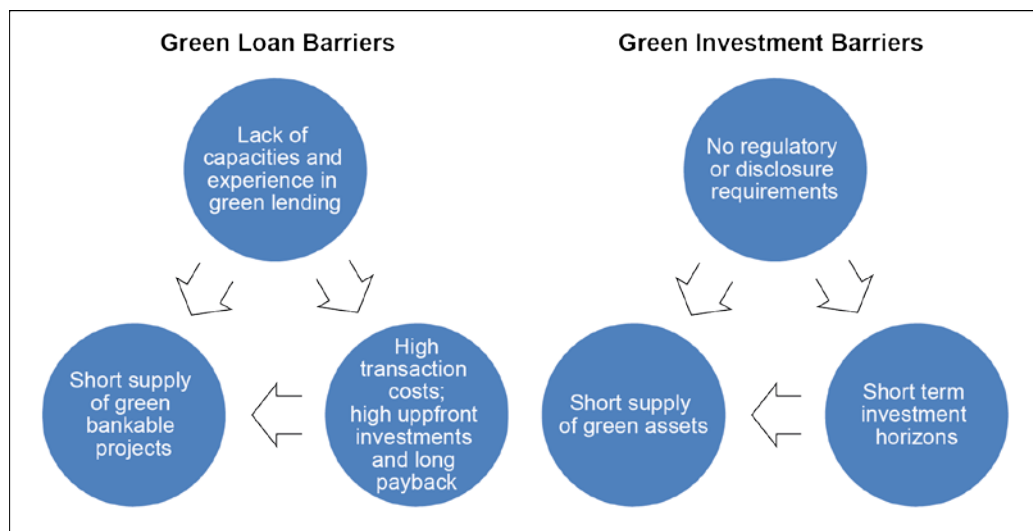 Green Loan Barriers
Lack of
capacities and
experience in
green lending
Short supply
of green
bankable
projects
High
transaction
costs;
high uppfront
investments
and long
payback
Green Investment Barriers
No regulatory
or disclosure
requirements
Short supply
of green assets
Short term
investment
horizons